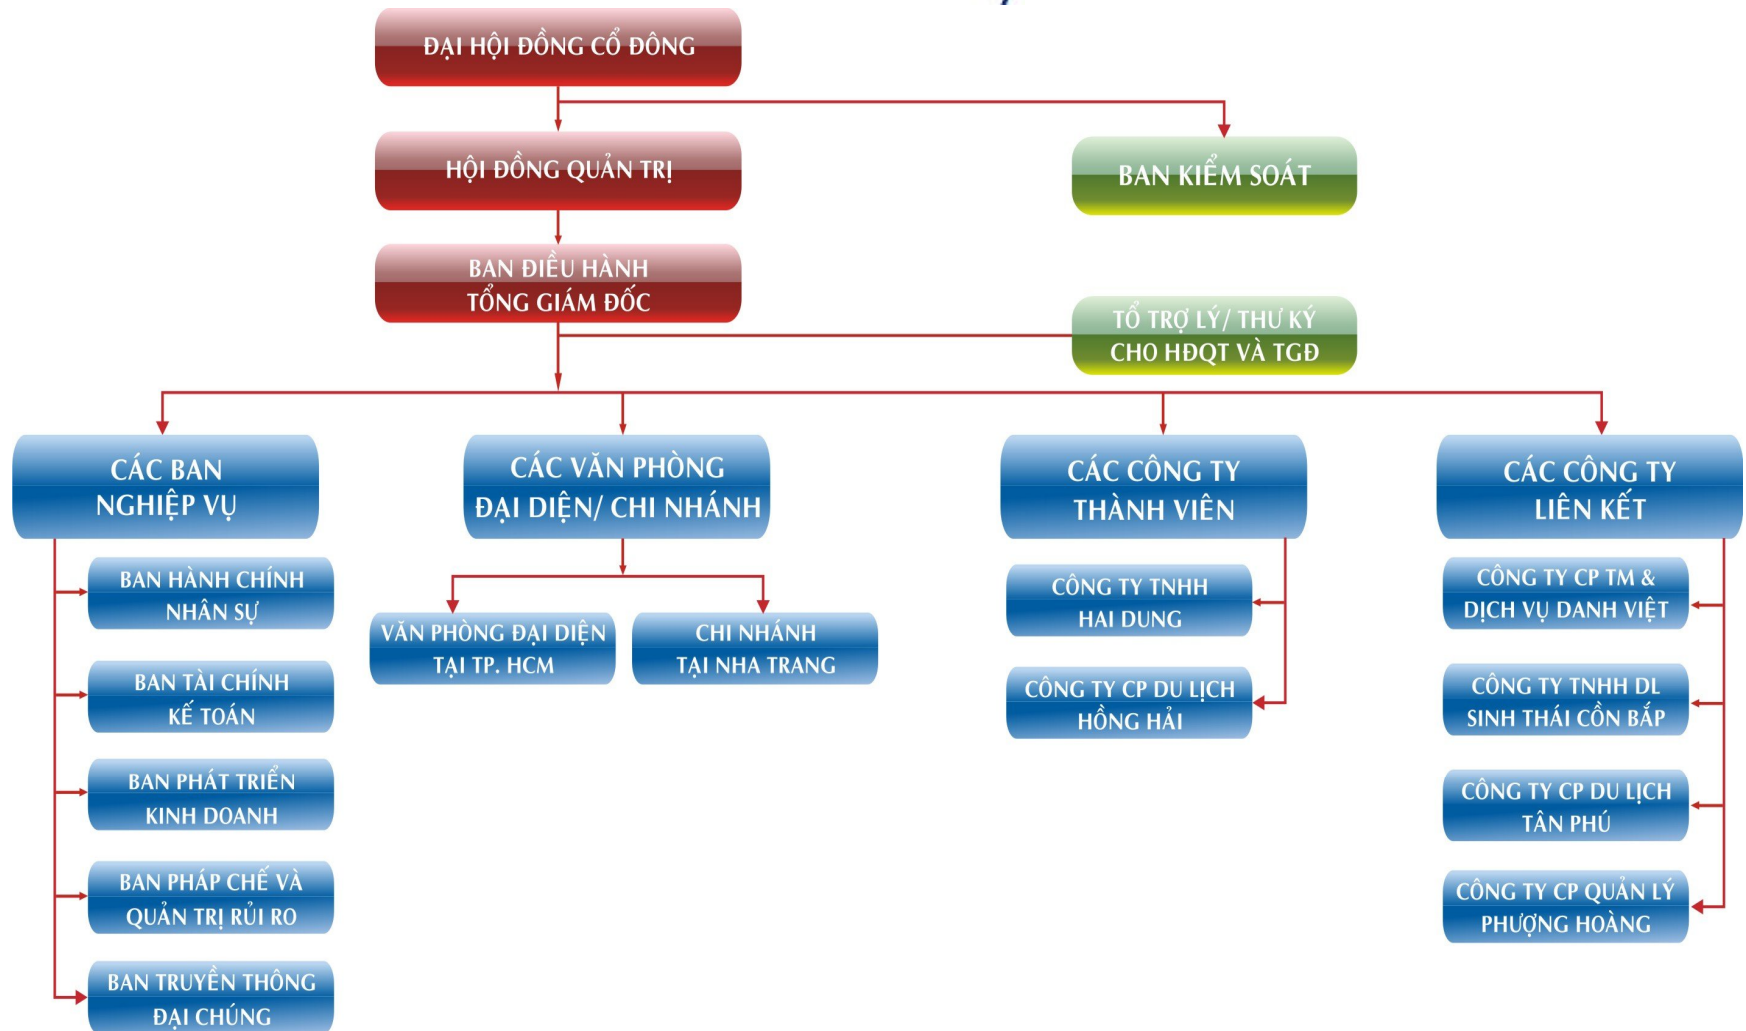 ĐẠI HỘI ĐỒNG CỔ ĐÔNG
HỘI ĐỒNG QUẢN TRỊ
BAN KIỂM SOÁT
BAN ĐIỀU HÀNH
TỔNG GIÁM ĐỐC
TỔ TRỢ LÝ/ THƯ KÝ
CHO HĐQT VÀ TGĐ
CÁC BAN
NGHIỆP VỤ
BAN HÀNH CHÍNH
NHÂN SỰ
BAN TÀI CHÍNH
KẾ TOÁN
BAN PHÁT TRIỂN
KINH DOANH
BAN PHÁP CHẾ VÀ
QUẢN TRỊ RỦI RO
BAN TRUYỀN THÔNG
ĐẠI CHÚNG
CÁC VĂN PHÒNG
ĐẠI DIỆN/ CHI NHÁNH
VĂN PHÒNG ĐẠI DIỆN
TẠI TP. HCM
CHI NHÁNH
TẠI NHA TRANG
CÁC CÔNG TY
THÀNH VIÊN
CÔNG TY TNHH
HAI DUNG
CÔNG TY CP DU LỊCH
HỒNG HẢI
CÁC CÔNG TY
LIÊN KẾT
CÔNG TY CP TM &
DỊCH VỤ DANH VIỆT
CÔNG TY TNHH DL
SINH THÁI CỒN BẮP
CÔNG TY CP DU LỊCH
TÂN PHÚ
CÔNG TY CP QUẢN LÝ
PHƯỢNG HOÀNG